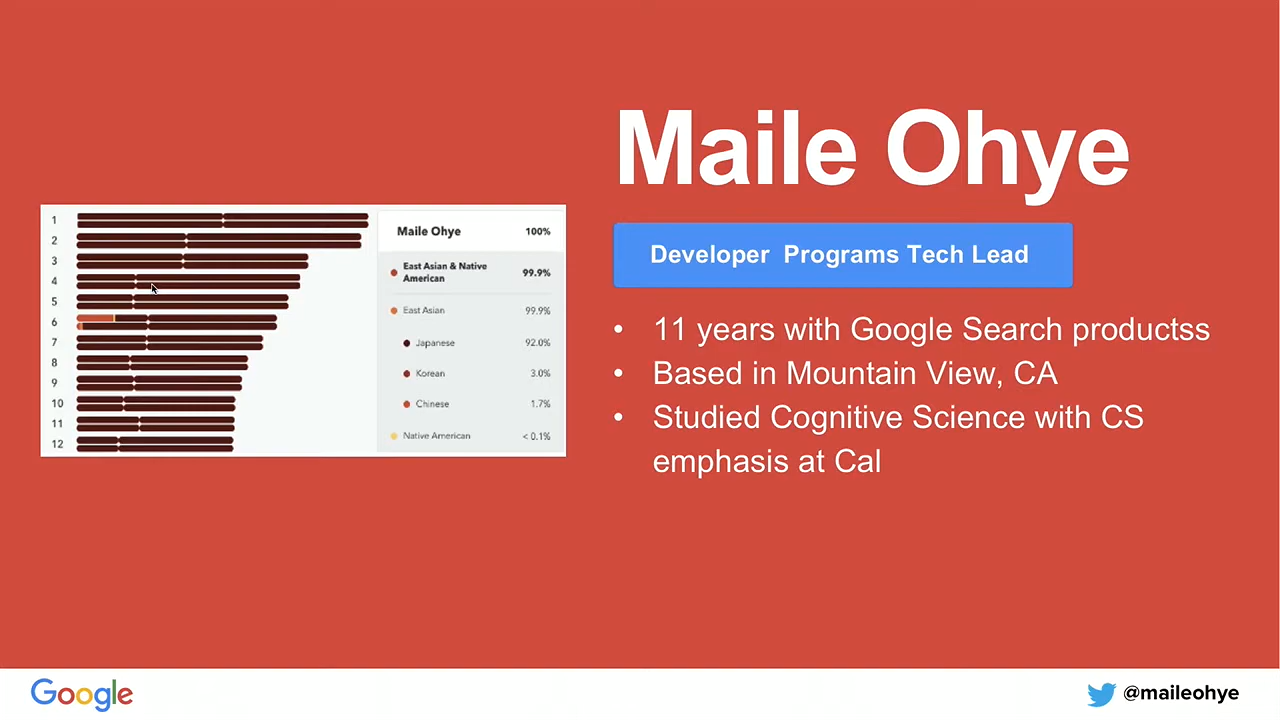 Maile Ohye
Developer Programs Tech Lead
• 11 years with Google Search productss
• Based in Mountain View, CA
• Studied Cognitive Science with CS
emphasis at Cal
1
2
3
4
5
6
7
8
9
10
11
12
Maile Ohye 100%
East Asian & Native
American 99.9%
East Asian 99.9%
Japanese 92.0%
Korean 3.0%
Chinese 1.7%
Native American < 0.1%
Google
@maileohye